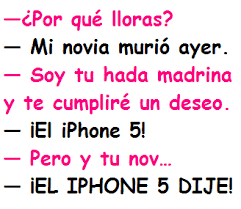 —¿Por qué lloras?
— Mi novia murió ayer.
— Soy tu hada madrina
y te cumpliré un deseo.
— ¡El iPhone 5!
— Pero y tu nov...
— ¡EL IPHONE 5 DIJE!